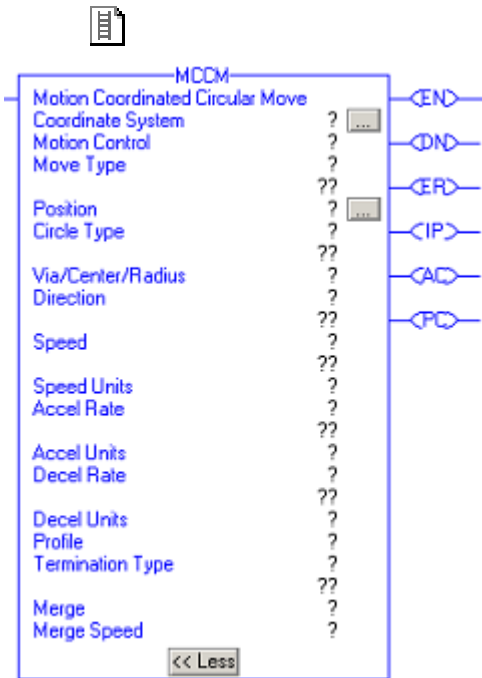 MCCM
Motion Coordinated Circular Move
EN
Coordinate System ? ...
Motion Control ?
DN
Move Type ?
??
ER
Position ? ...
Circle Type ?
IP
??
Via/Center/Radius ?
AC
Direction ?
??
PC
Speed ?
??
Speed Units ?
Accel Rate ?
??
Accel Units ?
Decel Rate ?
??
Decel Units ?
Profile ?
Termination Type ?
??
Merge ?
Merge Speed ?
<< Less